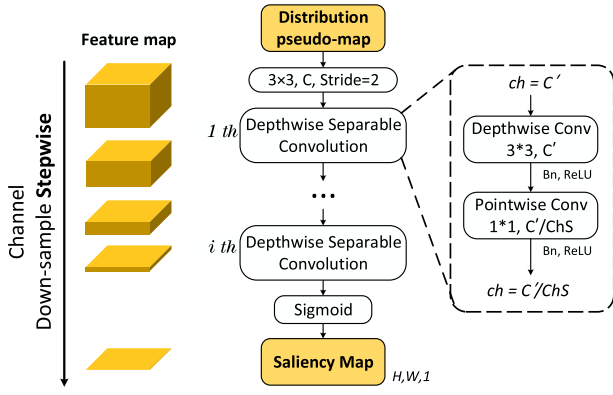 Feature map
Channel
Down-sample Stepwise
Distribution
pseudo-map
3×3, C, Stride=2
1 th
Depthwise Separable
Convolution
...
i th
Depthwise Separable
Convolution
Sigmoid
Saliency Map
H,W,1
ch = C′
Depthwise Conv
3*3, C′
Bn, ReLU
Pointwise Conv
1*1, C′/ChS
Bn, ReLU
ch = C′/ChS